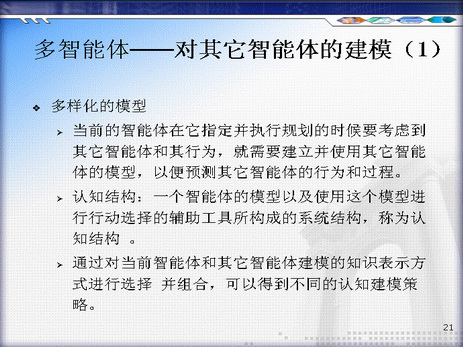 多智能体——对其它智能体的建模（1）
❖ 多样化的模型
➢ 当前的智能体在它指定并执行规划的时候要考虑到
其它智能体和其行为，就需要建立并使用其它智能
体的模型，以便预测其它智能体的行为和过程。
➢ 认知结构：一个智能体的模型以及使用这个模型进
行行动选择的辅助工具所构成的系统结构，称为认
知结构 。
➢ 通过对当前智能体和其它智能体建模的知识表示方
式进行选择 并组合，可以得到不同的认知建模策
略。
21